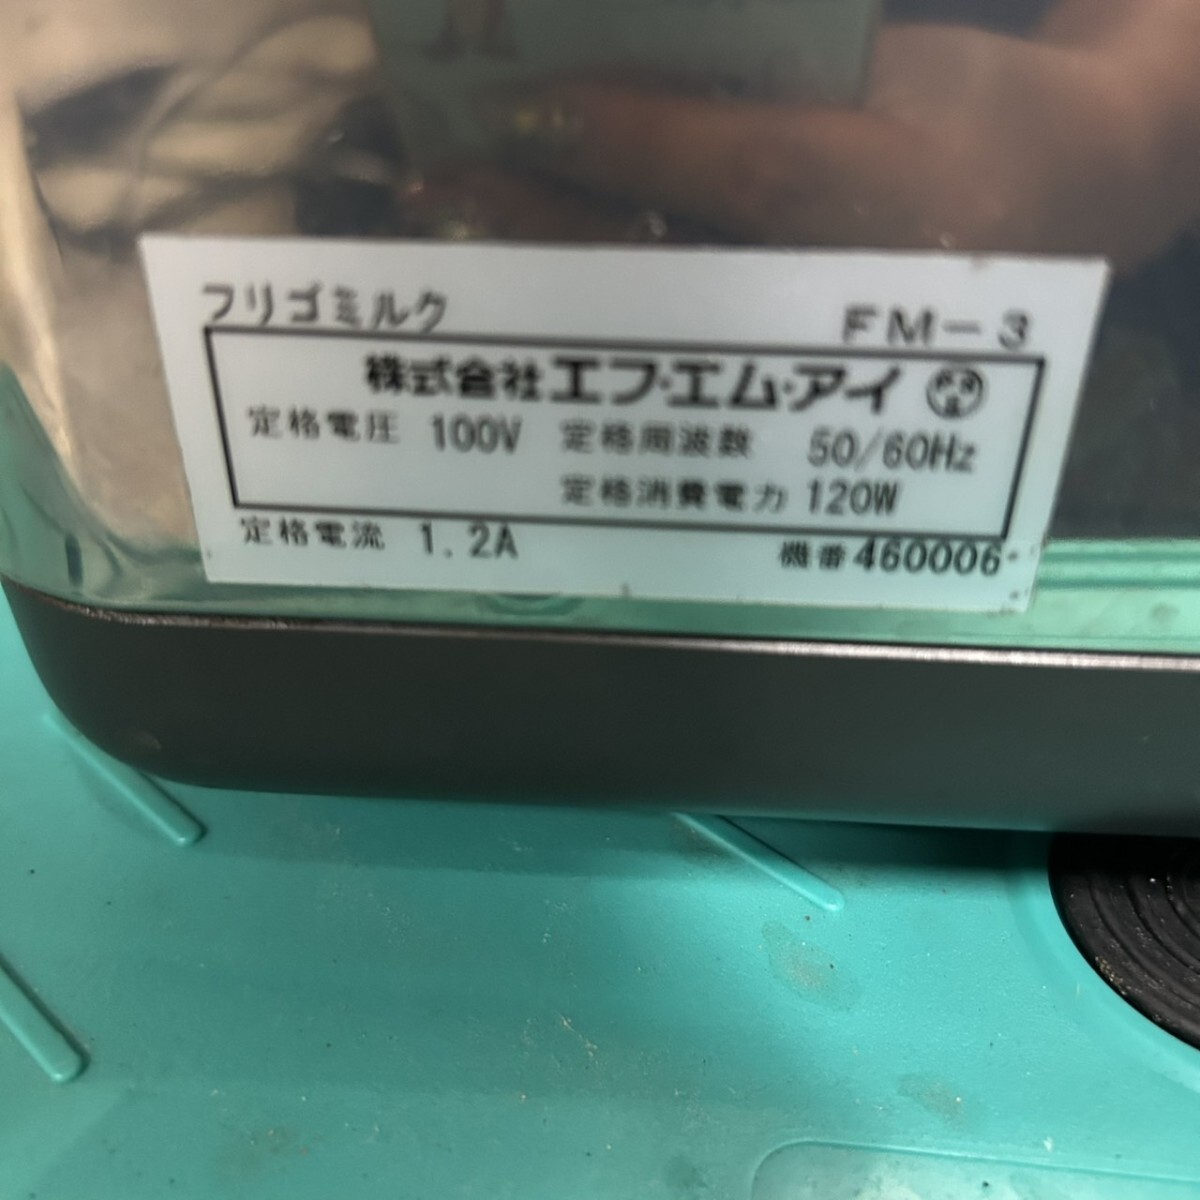 フリゴミルク FM-3
株式会社エフ・エム・アイ
定格電圧 100V 定格周波数 50/60Hz
定格消費電力 120W
定格電流 1.2A 機番460006